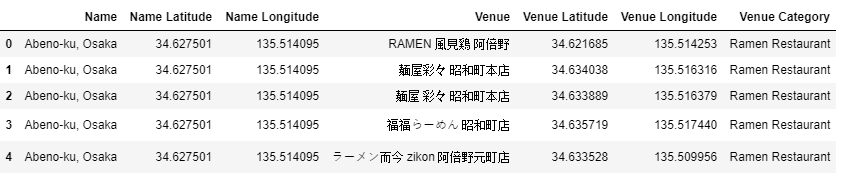 Name Name Latitude Name Longitude Venue Venue Latitude Venue Longitude Venue Category
0 Abeno-ku, Osaka 34.627501 135.514095 RAMEN 風見鶏 阿倍野 34.621685 135.514253 Ramen Restaurant
1 Abeno-ku, Osaka 34.627501 135.514095 麺屋彩々 昭和町本店 34.634038 135.516316 Ramen Restaurant
2 Abeno-ku, Osaka 34.627501 135.514095 麺屋 彩々 昭和町本店 34.633889 135.516379 Ramen Restaurant
3 Abeno-ku, Osaka 34.627501 135.514095 福福らーめん 昭和町店 34.635719 135.517440 Ramen Restaurant
4 Abeno-ku, Osaka 34.627501 135.514095 ラーメン而今 zikon 阿倍野元町店 34.633528 135.509956 Ramen Restaurant